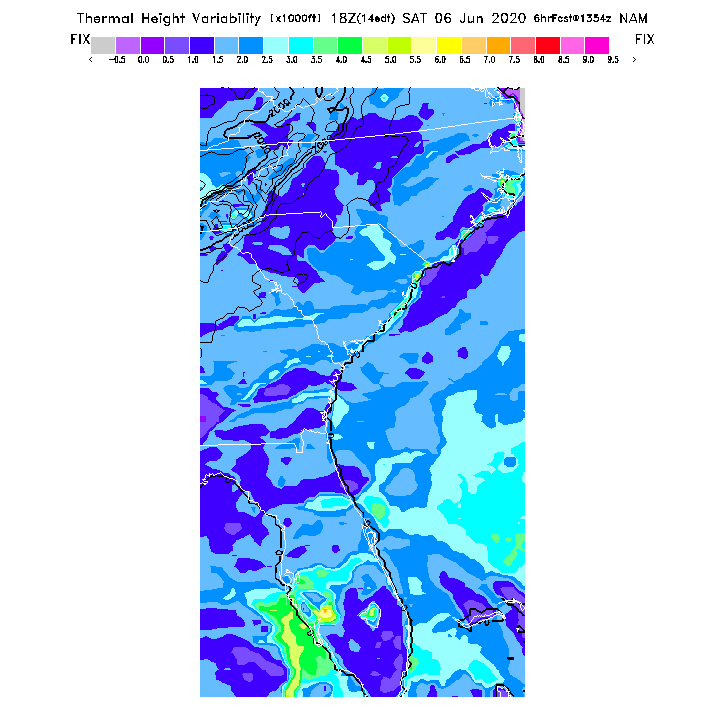 Thermal Height Variability [x1000ft] 18Z(14edt) SAT 06 Jun 2020 6hrFcst@1354z NAM
FIX FIX
< -0.5 0.0 0.5 1.0 1.5 2.0 2.5 3.0 3.5 4.0 4.5 5.0 5.5 6.0 6.5 7.0 7.5 8.0 8.5 9.0 9.5 >
2000